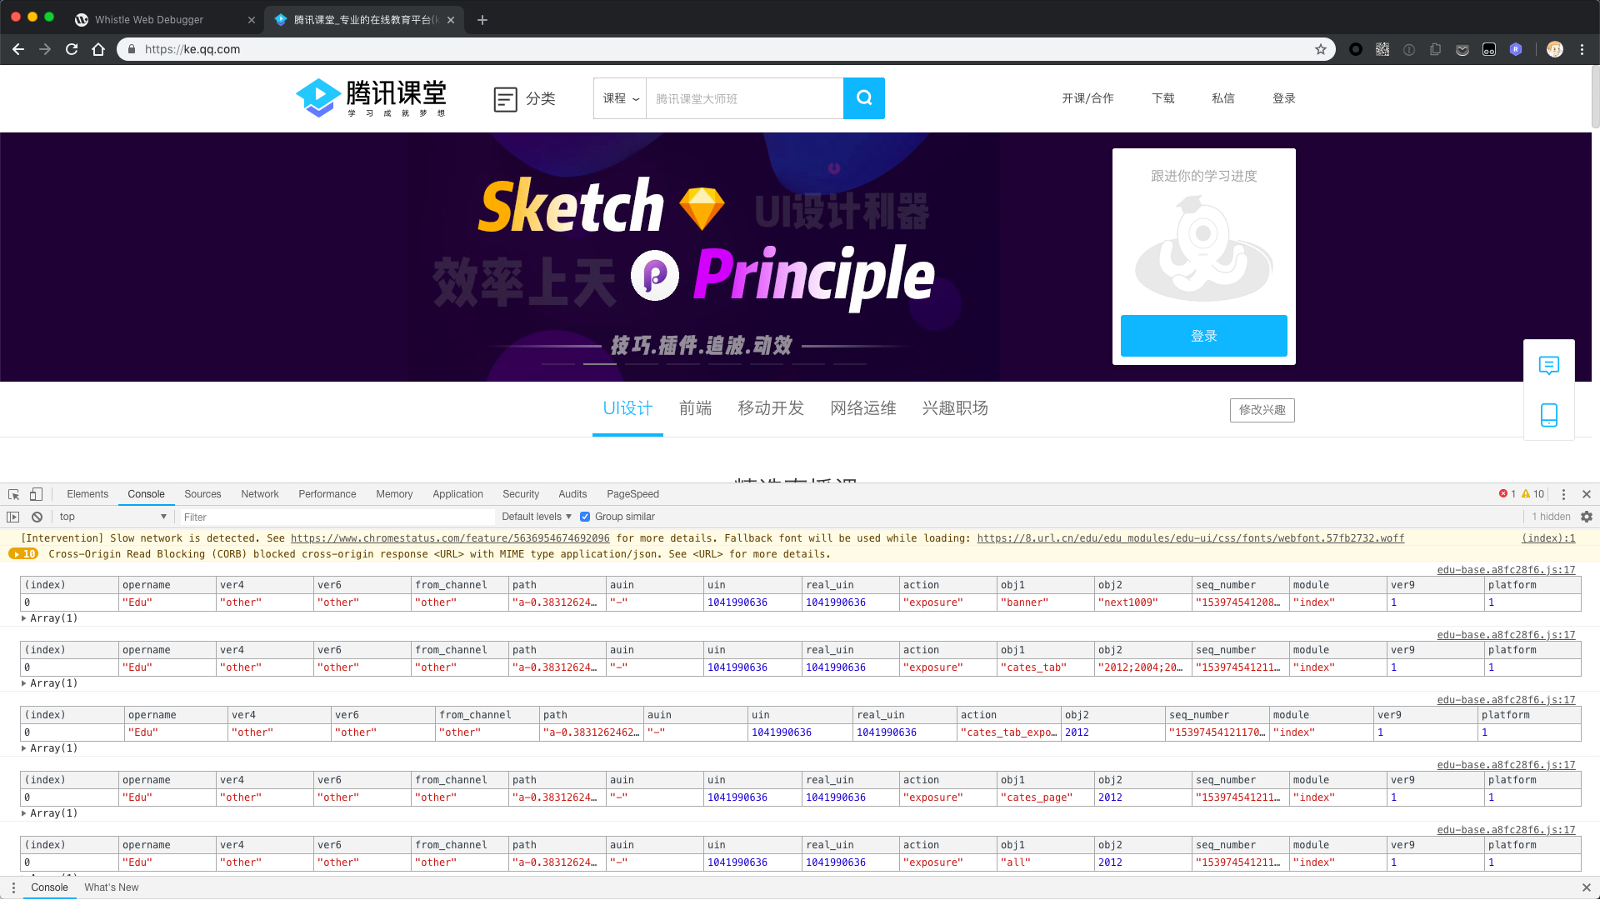 Whistle Web Debugger
腾讯课堂_专业的在线教育平台(k
https://ke.qq.com
腾讯课堂
学习成就梦想
分类
课程
腾讯课堂大师班
开课/合作
下载
私信
登录
Sketch
UI设计利器
效率上天
Principle
技巧.插件.追波.动效
跟进你的学习进度
登录
UI设计
前端
移动开发
网络运维
兴趣职场
修改兴趣
精选直播课
Elements Console Sources Network Performance Memory Application Security Audits PageSpeed 1 10
top Filter Default levels Group similar 1 hidden
[Intervention] Slow network is detected. See https://www.chromestatus.com/feature/5636954674692096 for more details. Fallback font will be used while loading: https://8.url.cn/edu/edu_modules/edu-ui/css/fonts/webfont.57fb2732.woff (index):1
10 Cross-Origin Read Blocking (CORB) blocked cross-origin response <URL> with MIME type application/json. See <URL> for more details.
edu-base.a8fc28f6.js:17
(index) opername ver4 ver6 from_channel path auin uin real_uin action obj1 obj2 seq_number module ver9 platform
0 "Edu" "other" "other" "other" "a-0.38312624… "-" 1041990636 1041990636 "exposure" "banner" "next1009" "153974541208… "index" 1 1
Array(1)
edu-base.a8fc28f6.js:17
(index) opername ver4 ver6 from_channel path auin uin real_uin action obj1 obj2 seq_number module ver9 platform
0 "Edu" "other" "other" "other" "a-0.38312624… "-" 1041990636 1041990636 "exposure" "cates_tab" "2012;2004;20… "153974541211… "index" 1 1
Array(1)
edu-base.a8fc28f6.js:17
(index) opername ver4 ver6 from_channel path auin uin real_uin action obj2 seq_number module ver9 platform
0 "Edu" "other" "other" "other" "a-0.3831262462… "-" 1041990636 1041990636 "cates_tab_expo… 2012 "15397454121170… "index" 1 1
Array(1)
edu-base.a8fc28f6.js:17
(index) opername ver4 ver6 from_channel path auin uin real_uin action obj1 obj2 seq_number module ver9 platform
0 "Edu" "other" "other" "other" "a-0.38312624… "-" 1041990636 1041990636 "exposure" "cates_page" 2012 "153974541211… "index" 1 1
Array(1)
edu-base.a8fc28f6.js:17
(index) opername ver4 ver6 from_channel path auin uin real_uin action obj1 obj2 seq_number module ver9 platform
0 "Edu" "other" "other" "other" "a-0.38312624… "-" 1041990636 1041990636 "exposure" "all" 2012 "153974541211… "index" 1 1
Console What's New